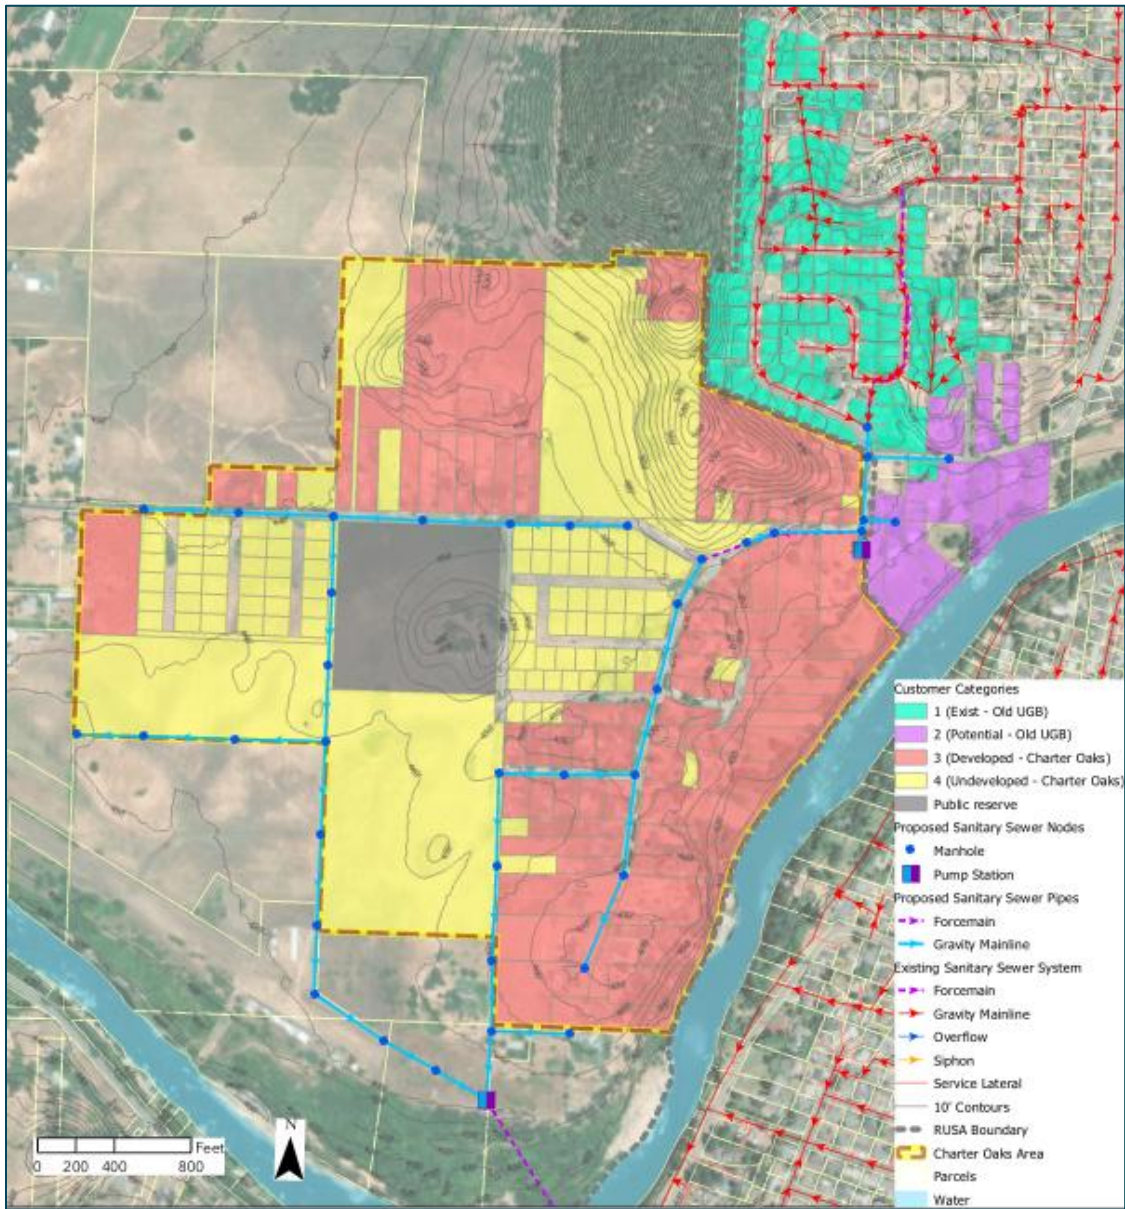 Customer Categories
1 (Exist - Old UGB)
2 (Potential - Old UGB)
3 (Developed - Charter Oaks)
4 (Undeveloped - Charter Oaks)
Public reserve
Proposed Sanitary Sewer Nodes
Manhole
Pump Station
Proposed Sanitary Sewer Pipes
Forcemain
Gravity Mainline
Existing Sanitary Sewer System
Forcemain
Gravity Mainline
Overflow
Siphon
Service Lateral
10' Contours
RUSA Boundary
Charter Oaks Area
Parcels
Water
N
Feet
0 200 400 800